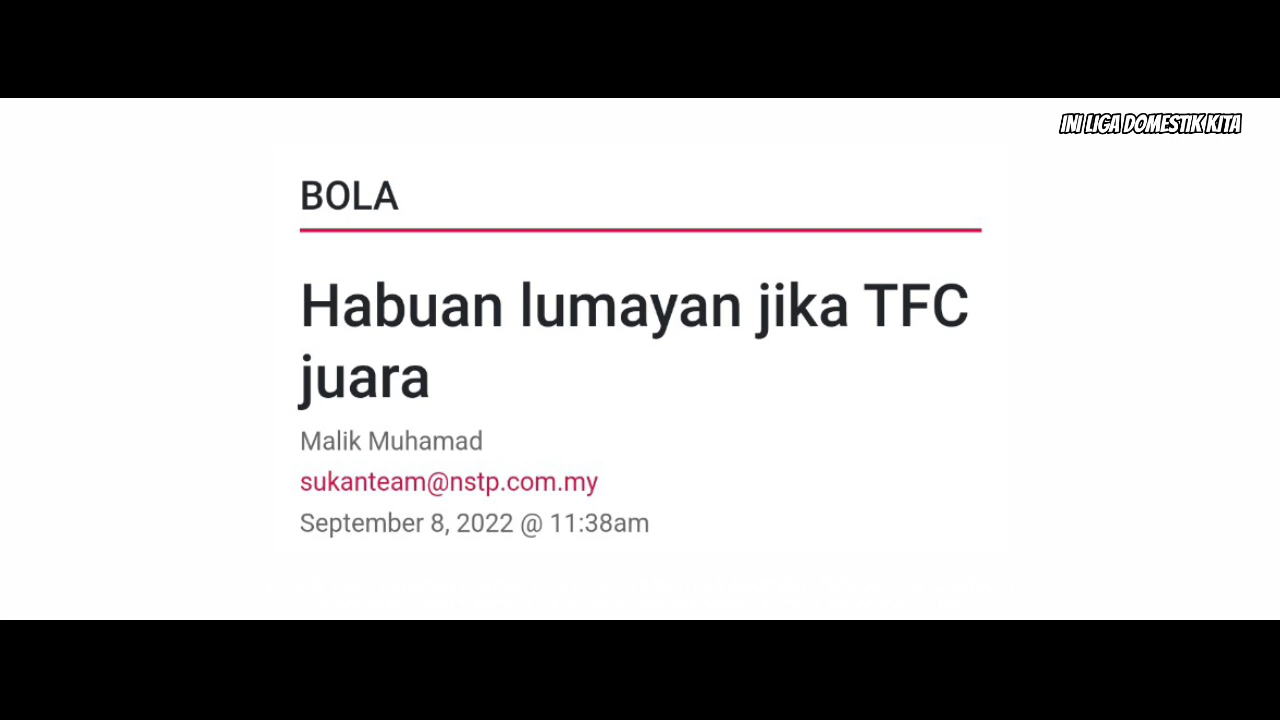 INI LIGA DOMESTIK KITA
BOLA
Habuan lumayan jika TFC
juara
Malik Muhamad
sukanteam@nstp.com.my
September 8, 2022 @ 11:38am